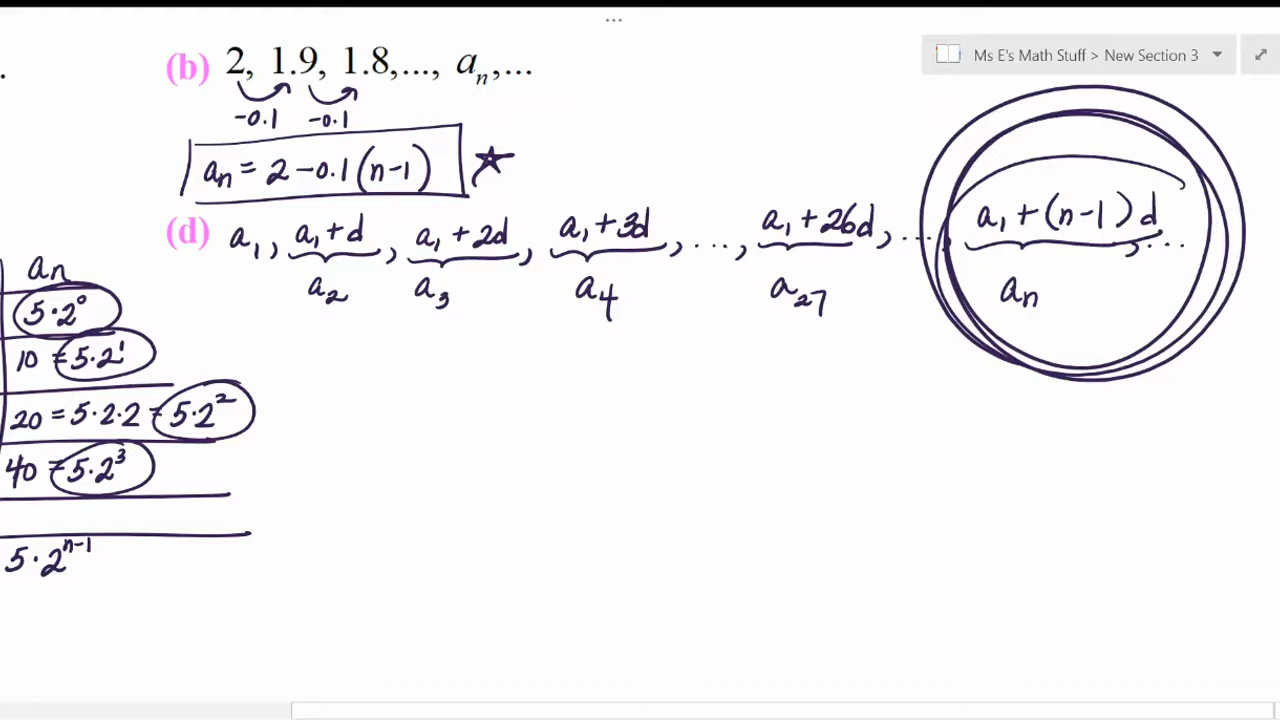 ...
Ms E's Math Stuff > New Section 3
.
(b) 2, 1.9, 1.8,..., aₙ,...
-0.1 -0.1
aₙ = 2 -0.1(n-1) ★
(d) a₁, a₁+d, a₁+2d, a₁+3d, ..., a₁+26d, ... a₁+(n-1)d, ...
a₂ a₃ a₄ a₂₇ aₙ
aₙ
5·2⁰
10 = 5·2¹
20 = 5·2·2 = 5·2²
40 = 5·2³
5·2ⁿ⁻¹